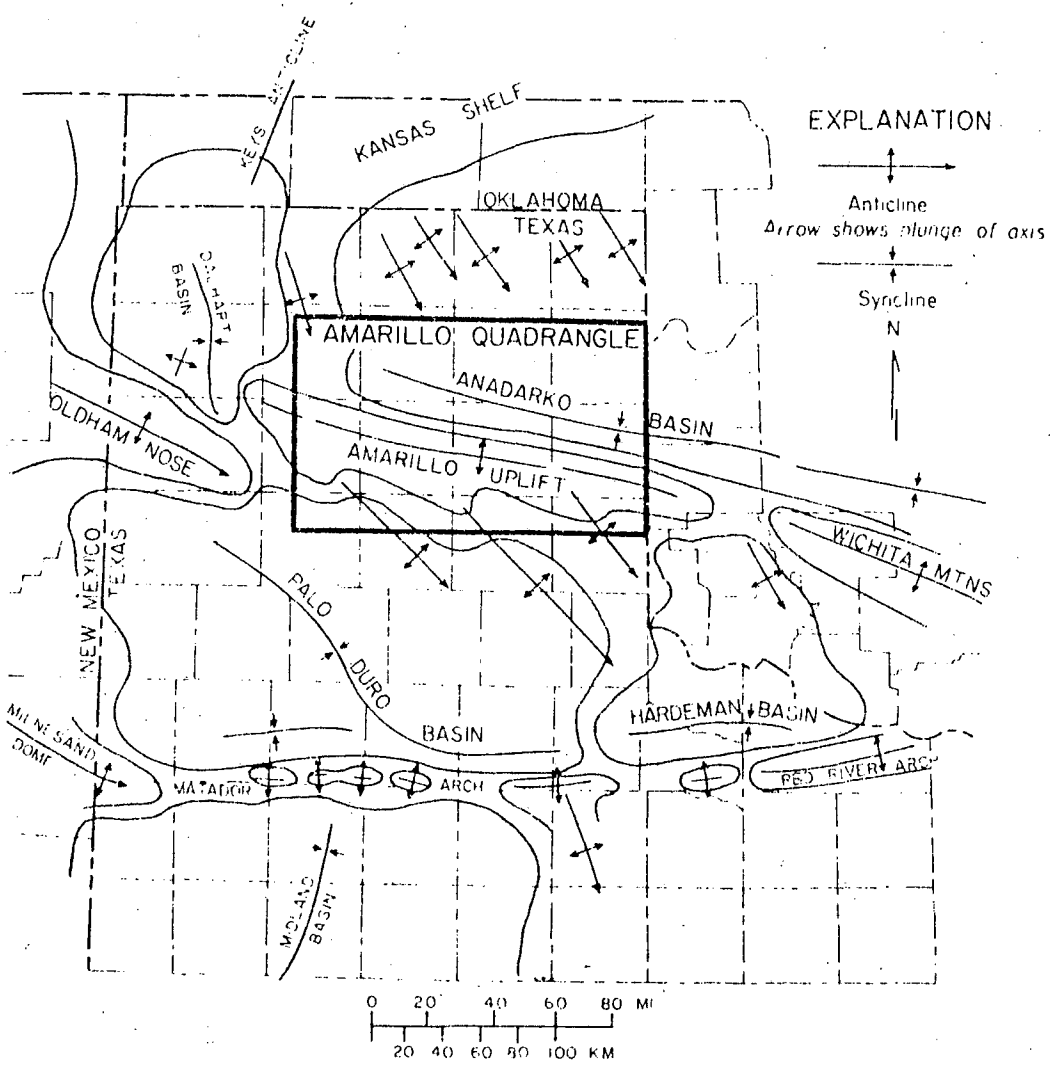 KEYS ANTICLINE
KANSAS SHELF
EXPLANATION
Anticline
Arrow shows plunge of axis
Syncline
N
OKLAHOMA
TEXAS
DALHART
BASIN
AMARILLO QUADRANGLE
ANADARKO
BASIN
OLDHAM NOSE
AMARILLO UPLIFT
WICHITA MTNS
NEW MEXICO
TEXAS
PALO
DURO
BASIN
HARDEMAN BASIN
MILNESAND
DOME
MATADOR
ARCH
RED RIVER ARCH
MIDLAND
BASIN
0 20 40 60 80 MI
20 40 60 80 100 KM